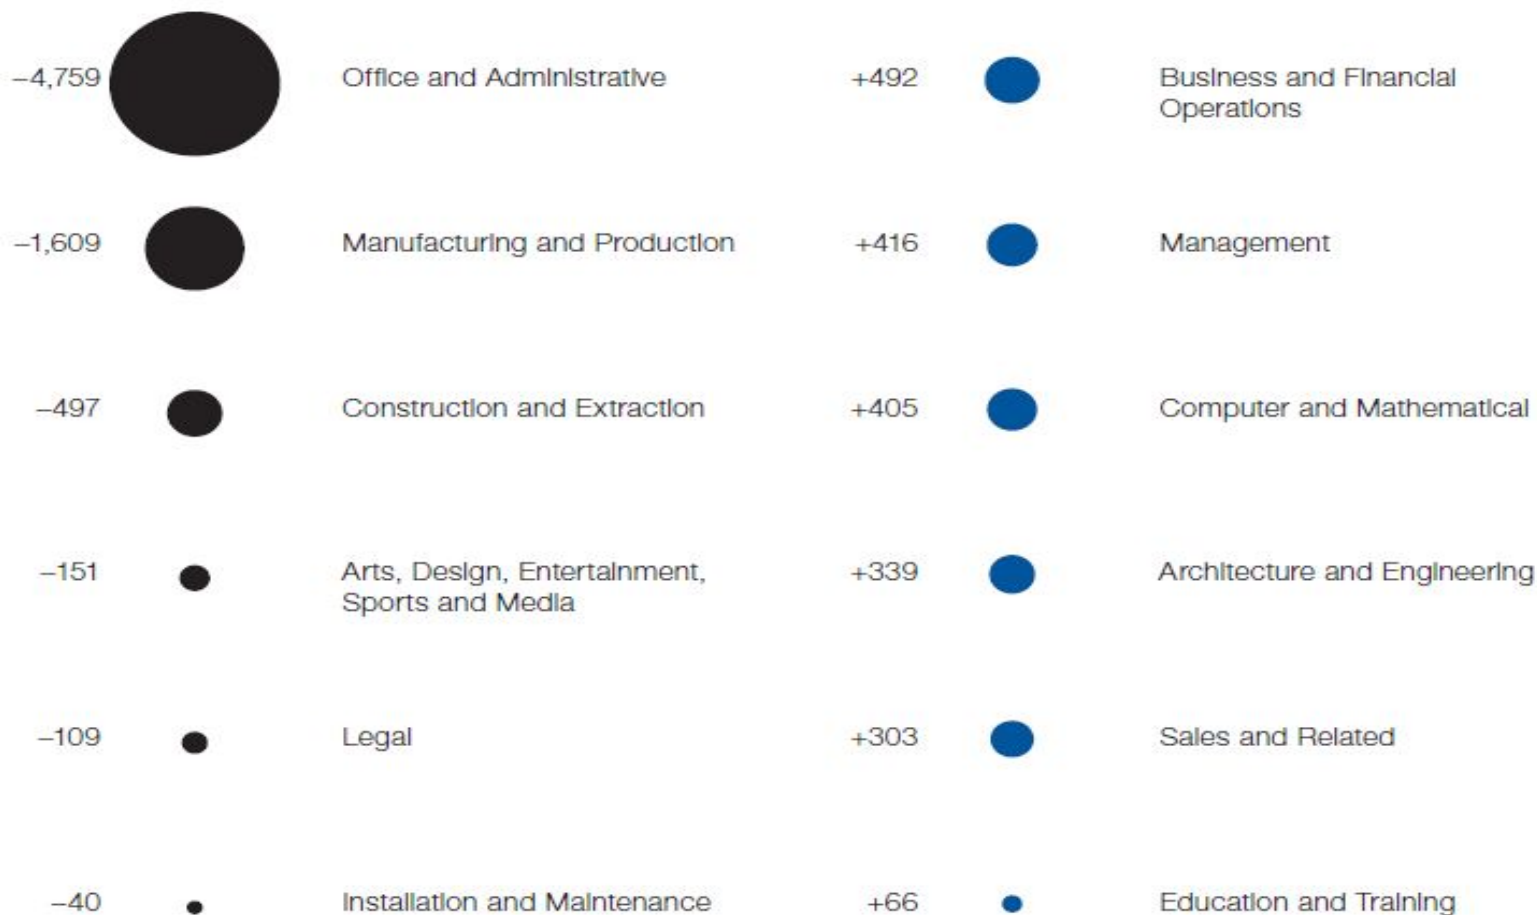 −4,759 Office and Administrative +492 Business and Financial
Operations
−1,609 Manufacturing and Production +416 Management
−497 Construction and Extraction +405 Computer and Mathematical
−151 Arts, Design, Entertainment, +339 Architecture and Engineering
Sports and Media
−109 Legal +303 Sales and Related
−40 Installation and Maintenance +66 Education and Training